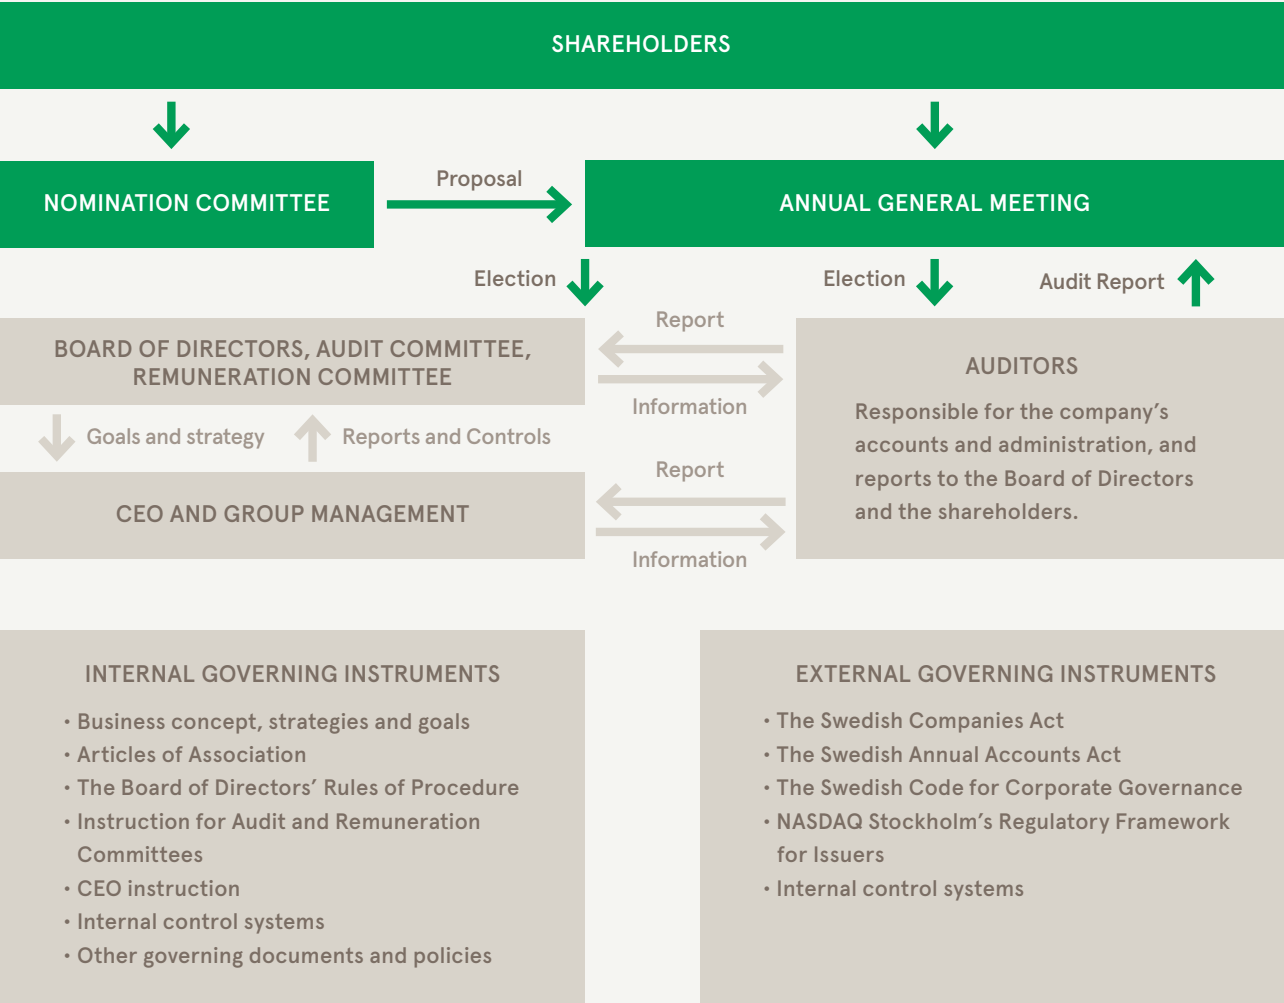 SHAREHOLDERS
NOMINATION COMMITTEE
Proposal
ANNUAL GENERAL MEETING
Election
Election
Audit Report
BOARD OF DIRECTORS, AUDIT COMMITTEE,
REMUNERATION COMMITTEE
Report
Information
Goals and strategy
Reports and Controls
CEO AND GROUP MANAGEMENT
Report
Information
AUDITORS
Responsible for the company’s
accounts and administration, and
reports to the Board of Directors
and the shareholders.
INTERNAL GOVERNING INSTRUMENTS
• Business concept, strategies and goals
• Articles of Association
• The Board of Directors’ Rules of Procedure
• Instruction for Audit and Remuneration
Committees
• CEO instruction
• Internal control systems
• Other governing documents and policies
EXTERNAL GOVERNING INSTRUMENTS
• The Swedish Companies Act
• The Swedish Annual Accounts Act
• The Swedish Code for Corporate Governance
• NASDAQ Stockholm’s Regulatory Framework
for Issuers
• Internal control systems